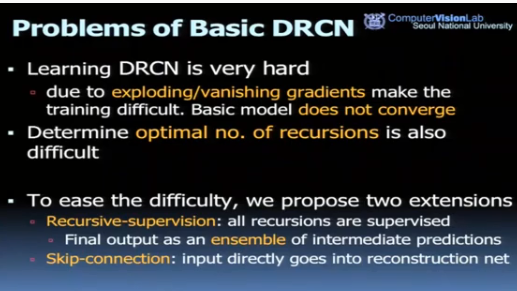 Problems of Basic DRCN
ComputerVisionLab
Seoul National University
Learning DRCN is very hard
due to exploding/vanishing gradients make the
training difficult. Basic model does not converge
Determine optimal no. of recursions is also
difficult
To ease the difficulty, we propose two extensions
Recursive-supervision: all recursions are supervised
Final output as an ensemble of intermediate predictions
Skip-connection: input directly goes into reconstruction net